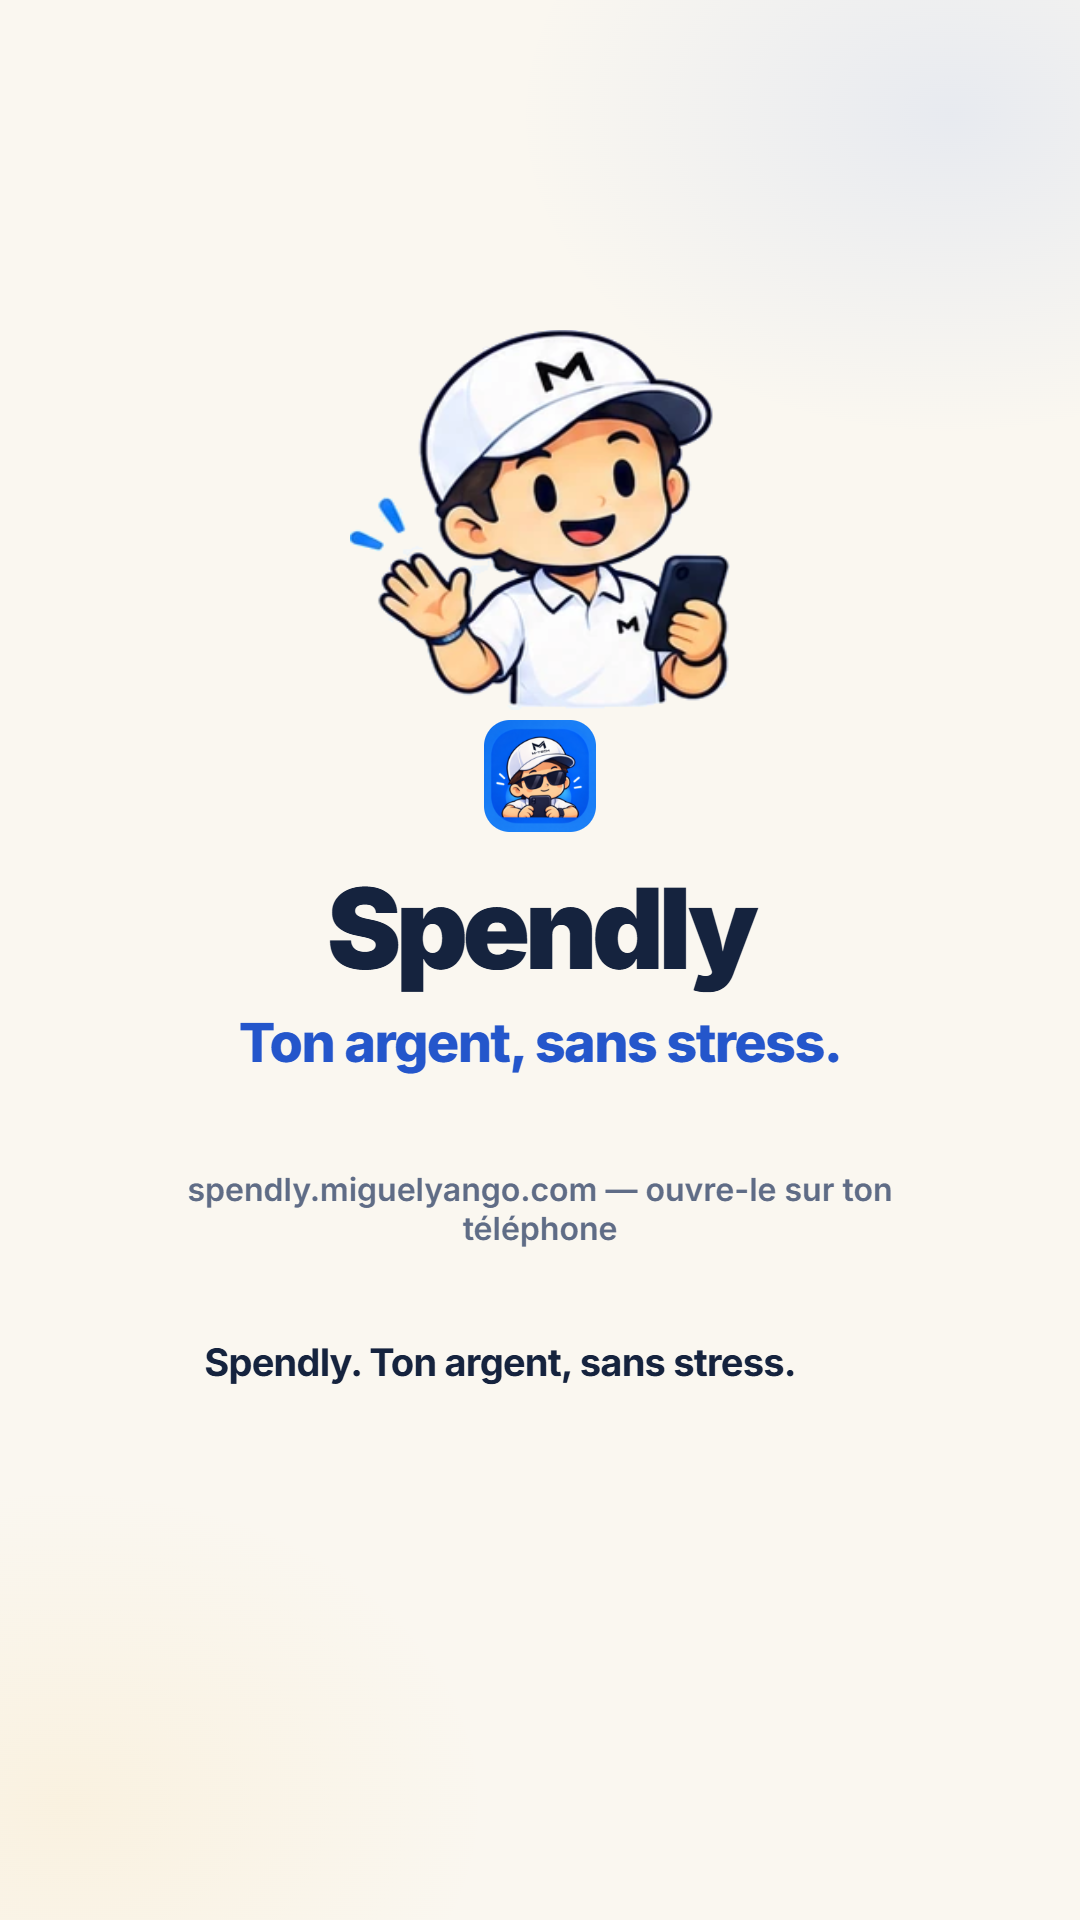 M
M
M
Spendly
Ton argent, sans stress.
spendly.miguelyango.com — ouvre-le sur ton
téléphone
Spendly. Ton argent, sans stress.